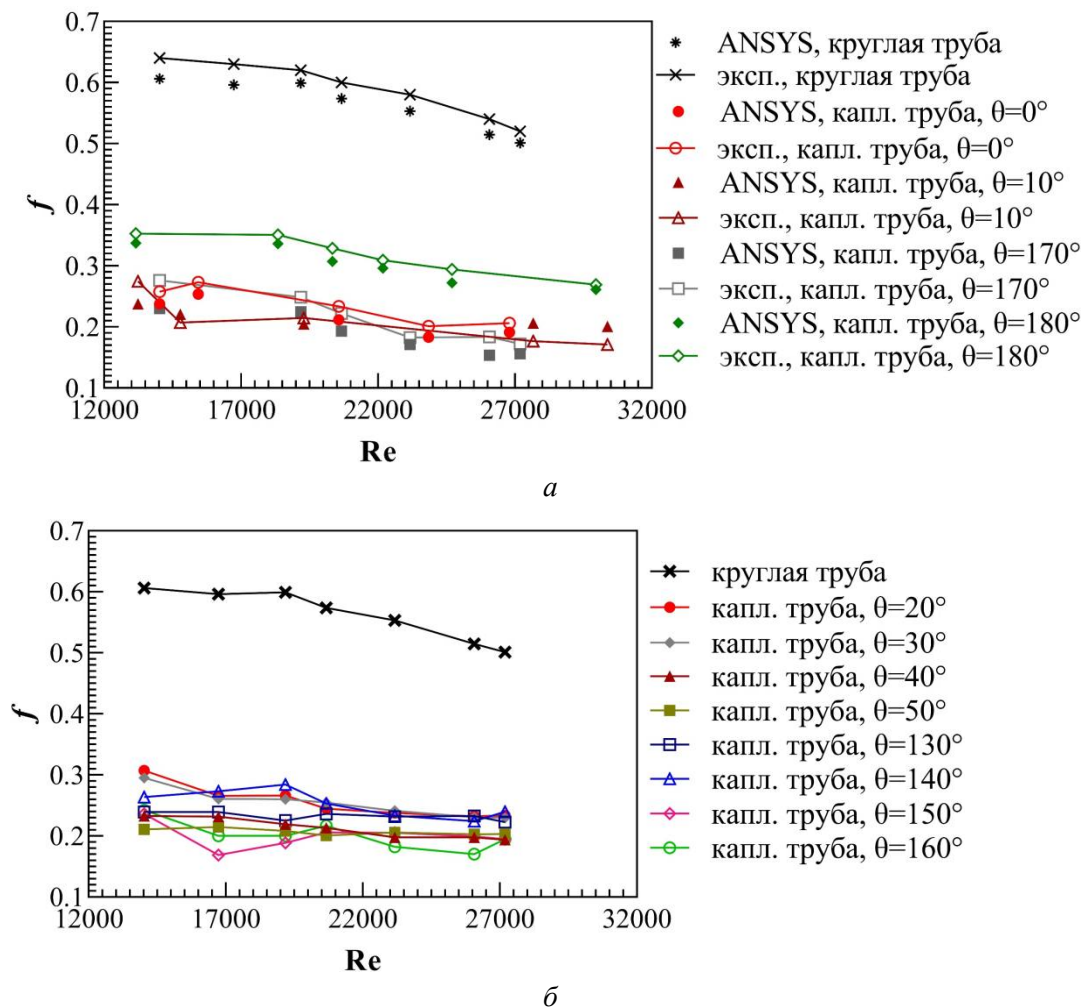 0.7
0.6
0.5
0.4
0.3
0.2
0.1
f
12000 17000 22000 27000 32000
Re
ANSYS, круглая труба
эксп., круглая труба
ANSYS, капл. труба, θ=0°
эксп., капл. труба, θ=0°
ANSYS, капл. труба, θ=10°
эксп., капл. труба, θ=10°
ANSYS, капл. труба, θ=170°
эксп., капл. труба, θ=170°
ANSYS, капл. труба, θ=180°
эксп., капл. труба, θ=180°
а
0.7
0.6
0.5
0.4
0.3
0.2
0.1
f
12000 17000 22000 27000 32000
Re
круглая труба
капл. труба, θ=20°
капл. труба, θ=30°
капл. труба, θ=40°
капл. труба, θ=50°
капл. труба, θ=130°
капл. труба, θ=140°
капл. труба, θ=150°
капл. труба, θ=160°
б